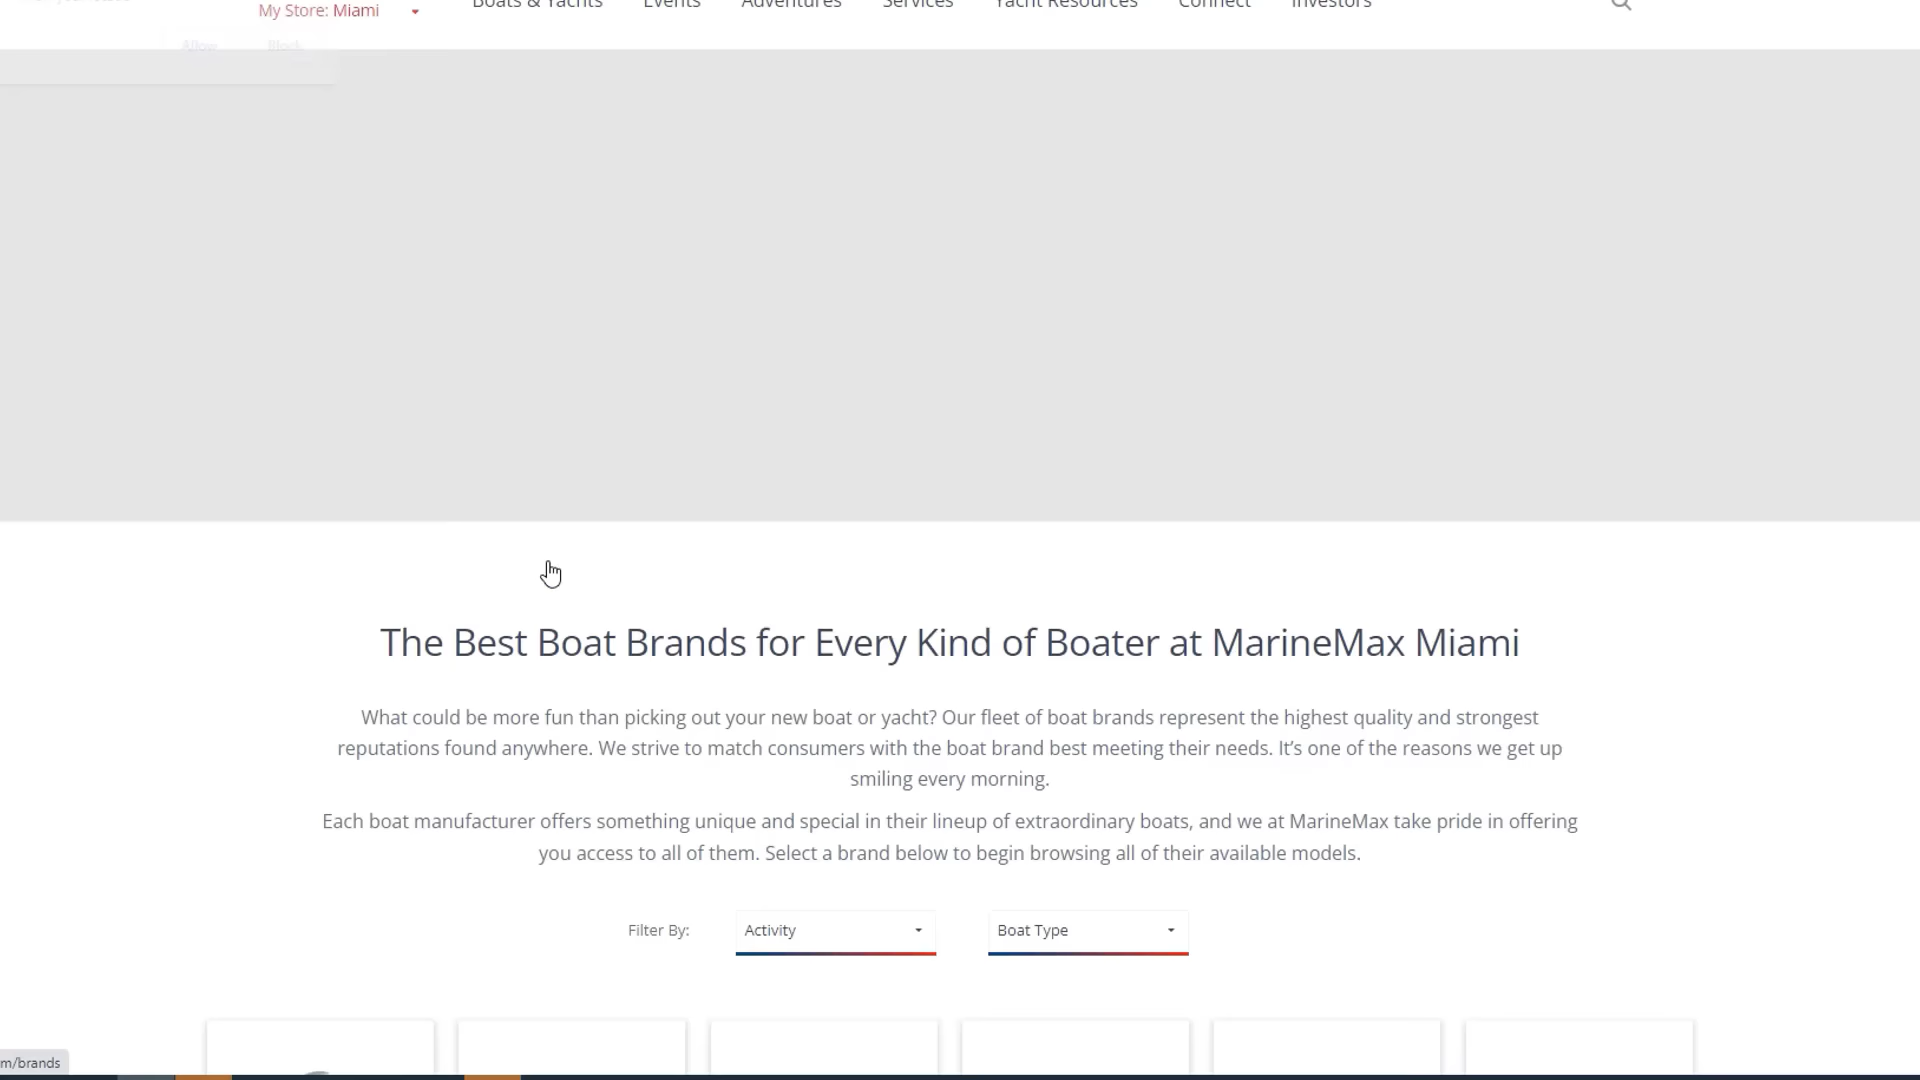 My Store: Miami
Boats & Yachts Events Adventures Services Yacht Resources Connect Investors
Allow Block
The Best Boat Brands for Every Kind of Boater at MarineMax Miami
What could be more fun than picking out your new boat or yacht? Our fleet of boat brands represent the highest quality and strongest
reputations found anywhere. We strive to match consumers with the boat brand best meeting their needs. It’s one of the reasons we get up
smiling every morning.
Each boat manufacturer offers something unique and special in their lineup of extraordinary boats, and we at MarineMax take pride in offering
you access to all of them. Select a brand below to begin browsing all of their available models.
Filter By: Activity Boat Type
m/brands